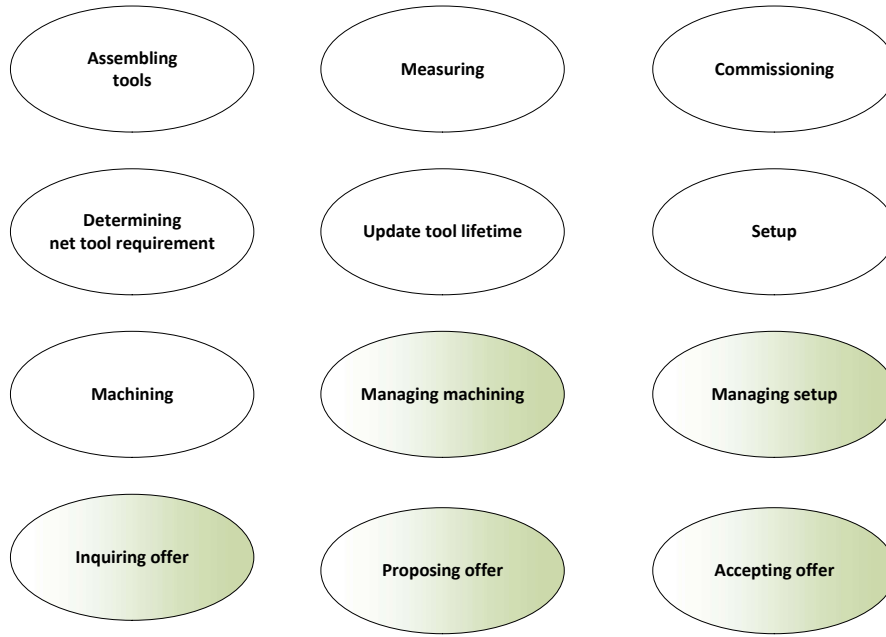 Assembling
tools
Measuring
Commissioning
Determining
net tool requirement
Update tool lifetime
Setup
Machining
Managing machining
Managing setup
Inquiring offer
Proposing offer
Accepting offer